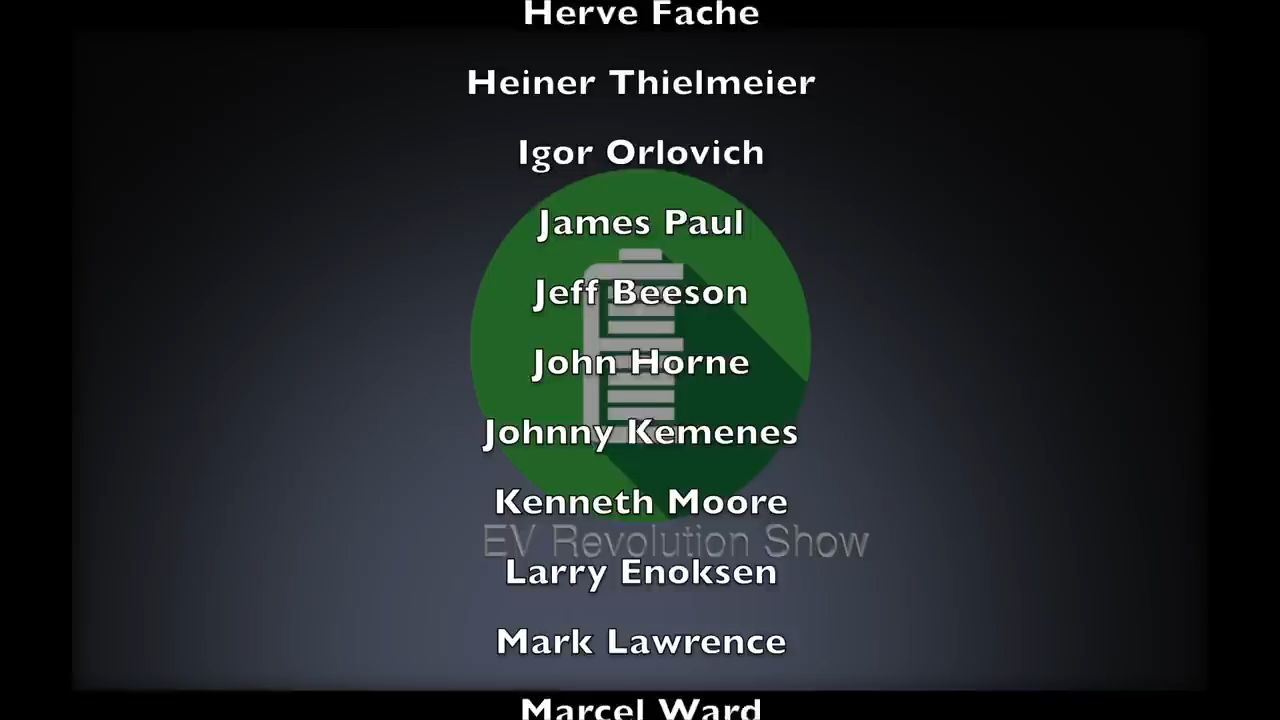 Herve Fache
Heiner Thielmeier
Igor Orlovich
James Paul
Jeff Beeson
John Horne
Johnny Kemenes
Kenneth Moore
EV Revolution Show
Larry Enoksen
Mark Lawrence
Marcel Ward